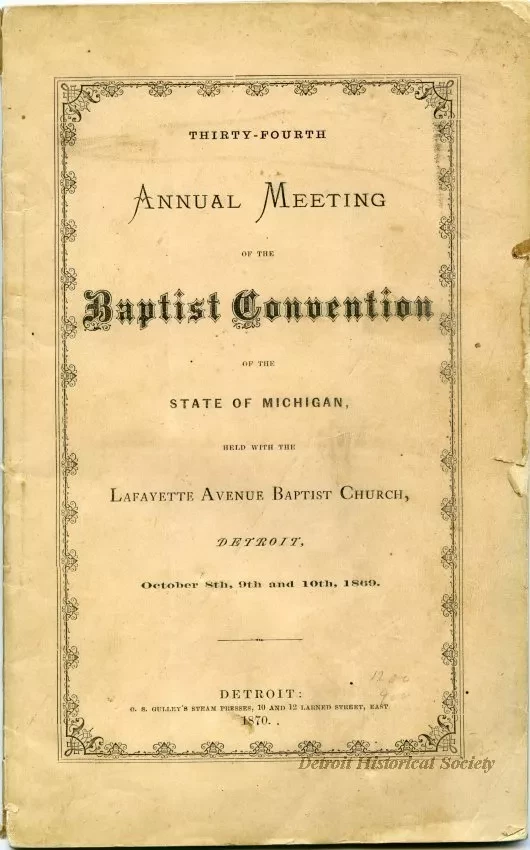 THIRTY-FOURTH
ANNUAL MEETING
OF THE
Baptist Convention
OF THE
STATE OF MICHIGAN,
HELD WITH THE
LAFAYETTE AVENUE BAPTIST CHURCH,
DETROIT,
October 8th, 9th and 10th, 1869.
DETROIT:
O. S. GULLEY'S STEAM PRESSES, 10 AND 12 LARNED STREET, EAST
1870.
Detroit Historical Society